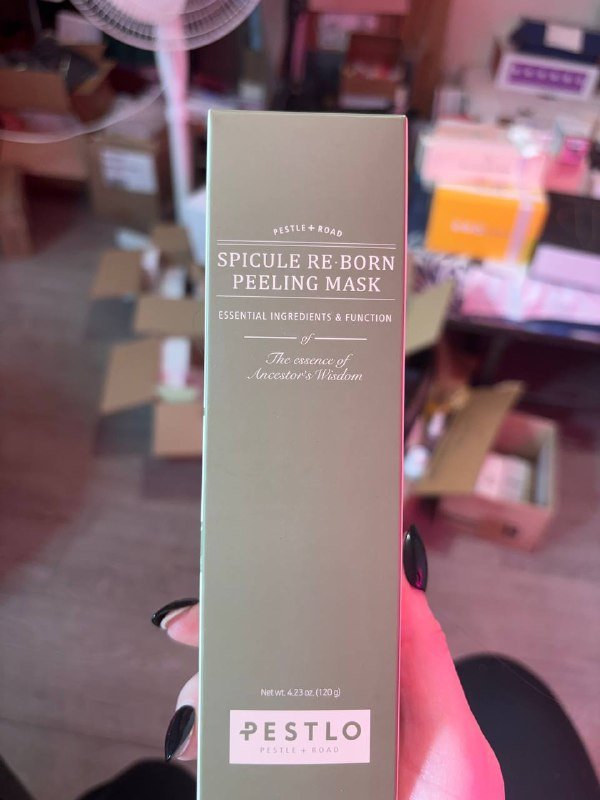 PESTLE + ROAD
SPICULE RE·BORN
PEELING MASK
ESSENTIAL INGREDIENTS & FUNCTION
of
The essence of
Ancestor's Wisdom
Net wt. 4.23 oz. (120 g)
PESTLO
PESTLE + ROAD